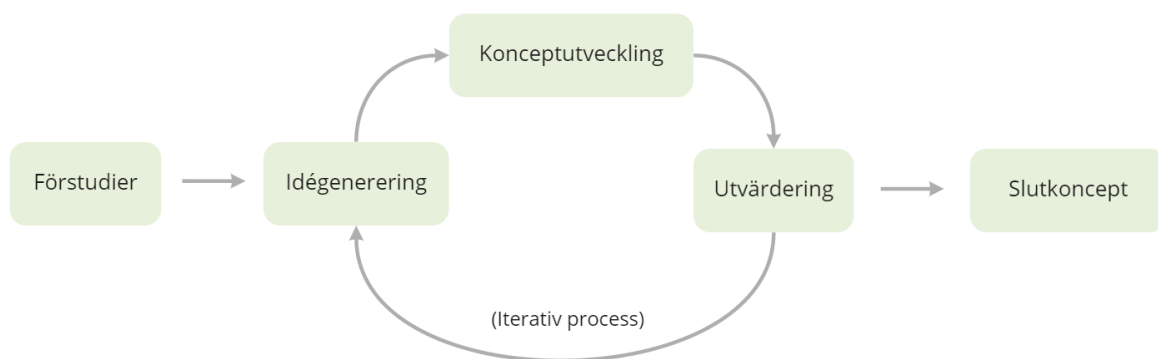 Konceptutveckling
Förstudier
Idégenerering
Utvärdering
Slutkoncept
(Iterativ process)